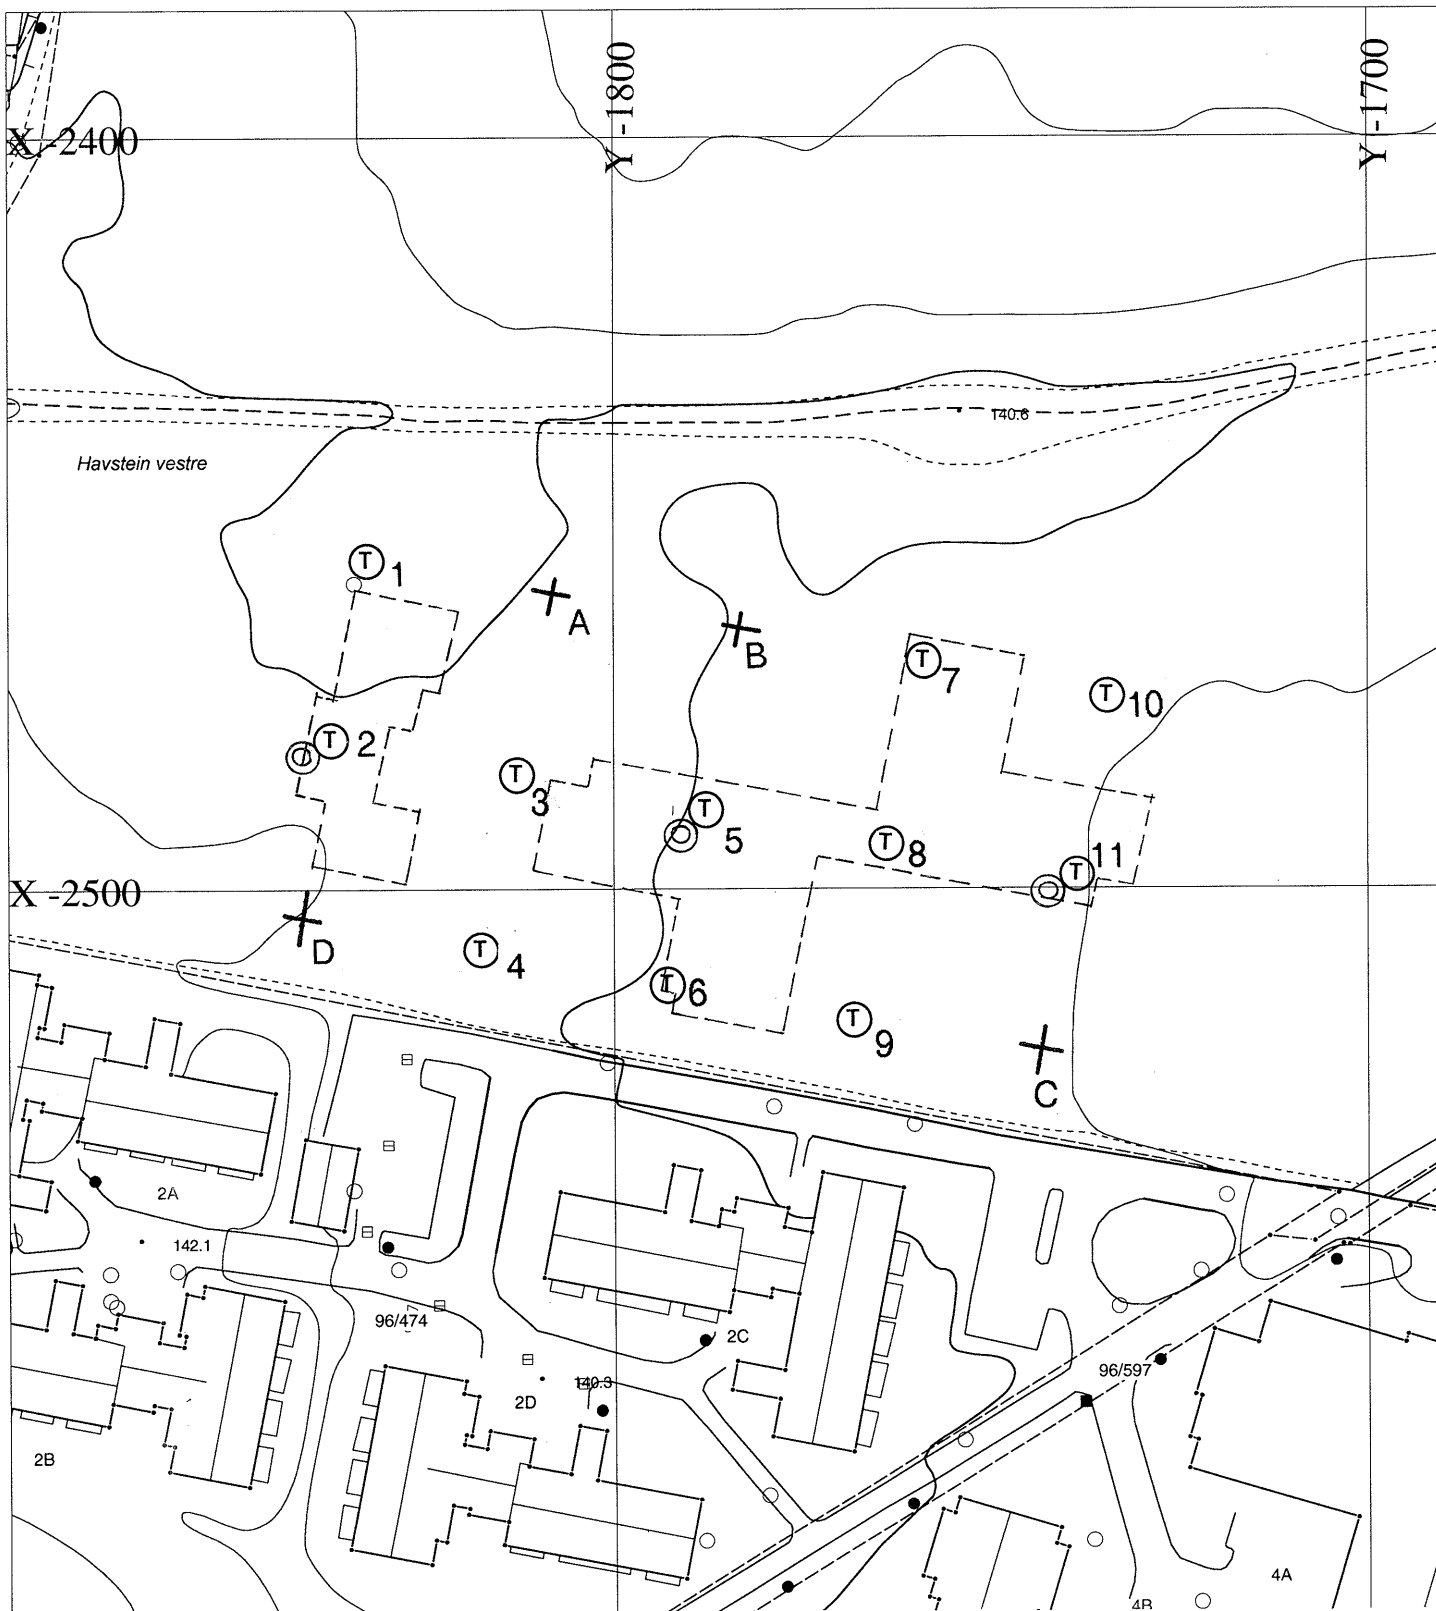 Y -1800
Y -1700
X -2400
140.6
Havstein vestre
T 1
A
B
T 7
T 10
T 2
T 3
T 5
T 8
T 11
X -2500
D
T 4
T 6
T 9
C
2A
142.1
96/474
2C
96/597
2D
140.3
2B
4A
4B